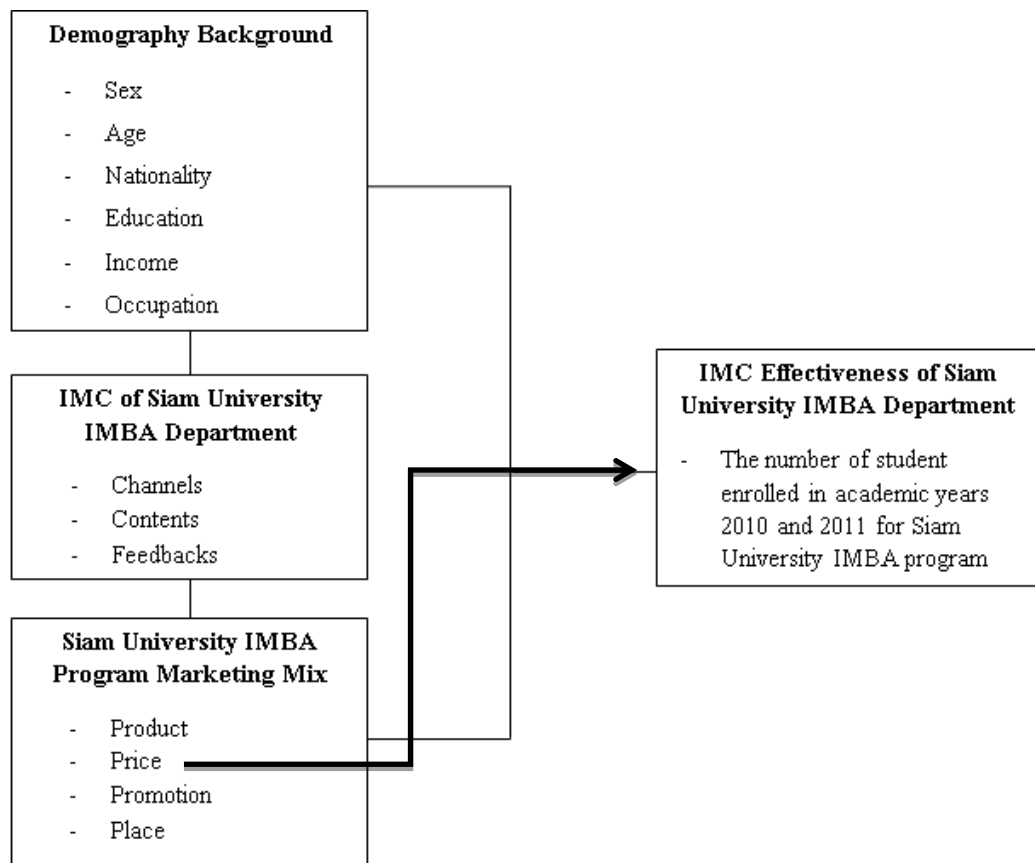 Demography Background
- Sex
- Age
- Nationality
- Education
- Income
- Occupation
IMC of Siam University
IMBA Department
- Channels
- Contents
- Feedbacks
Siam University IMBA
Program Marketing Mix
- Product
- Price
- Promotion
- Place
IMC Effectiveness of Siam
University IMBA Department
- The number of student
enrolled in academic years
2010 and 2011 for Siam
University IMBA program